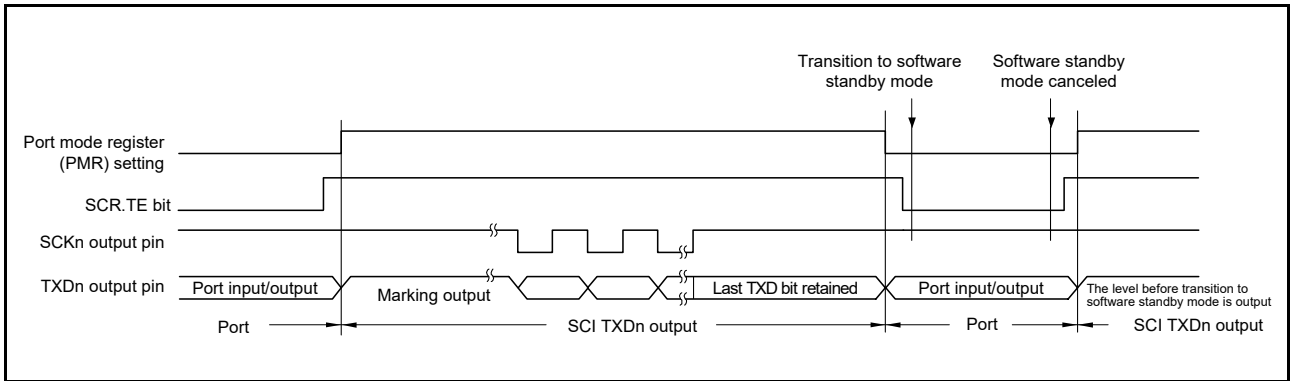 Transition to software
standby mode
Software standby
mode canceled
Port mode register
(PMR) setting
SCR.TE bit
SCKn output pin
TXDn output pin
Port input/output
Marking output
Last TXD bit retained
Port input/output
The level before transition to
software standby mode is output
Port
SCI TXDn output
Port
SCI TXDn output